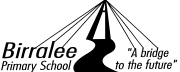 Birralee
Primary School
"A bridge
to the future"